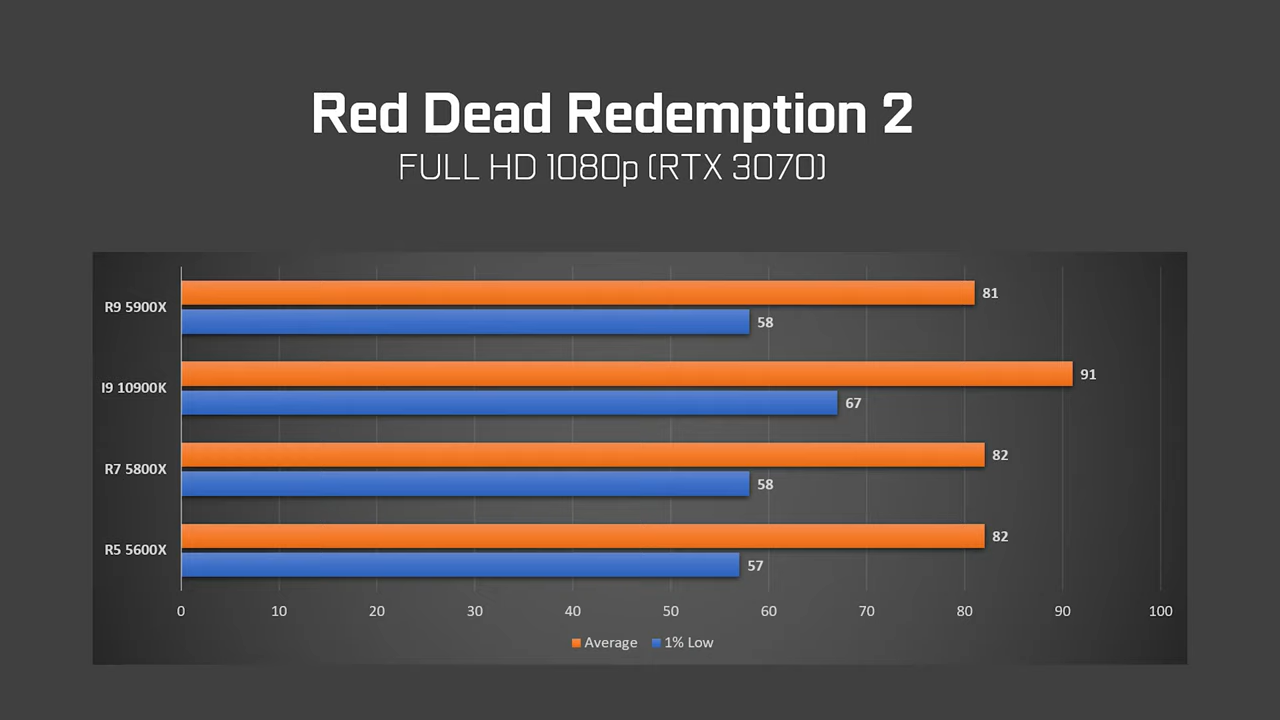 Red Dead Redemption 2
FULL HD 1080p (RTX 3070)
R9 5900X
81
58
I9 10900K
91
67
R7 5800X
82
58
R5 5600X
82
57
0 10 20 30 40 50 60 70 80 90 100
Average 1% Low